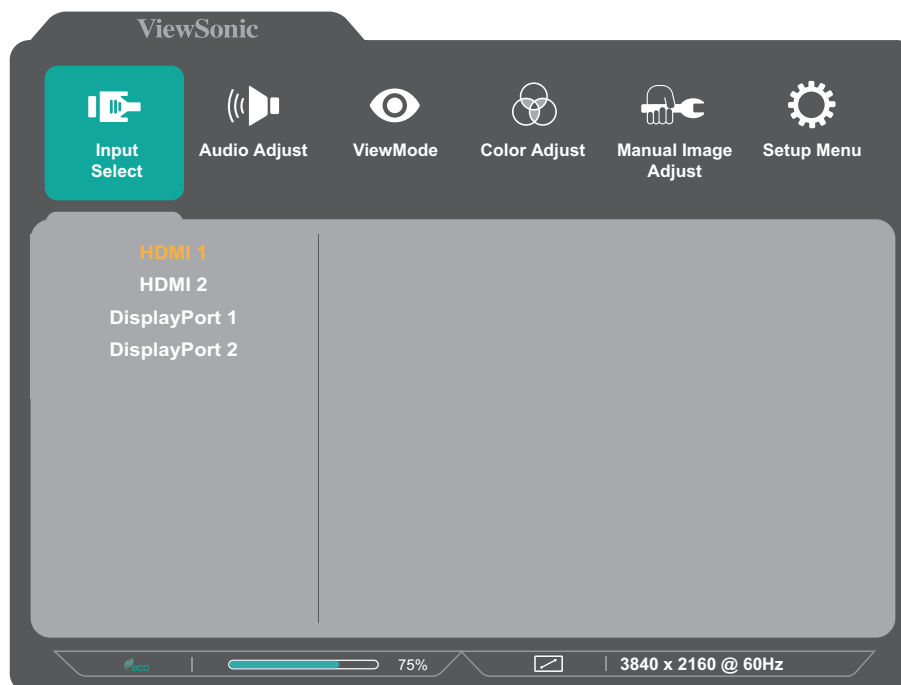 ViewSonic
Input
Select
Audio Adjust
ViewMode
Color Adjust
Manual Image
Adjust
Setup Menu
HDMI 1
HDMI 2
DisplayPort 1
DisplayPort 2
eco
75%
3840 x 2160 @ 60Hz